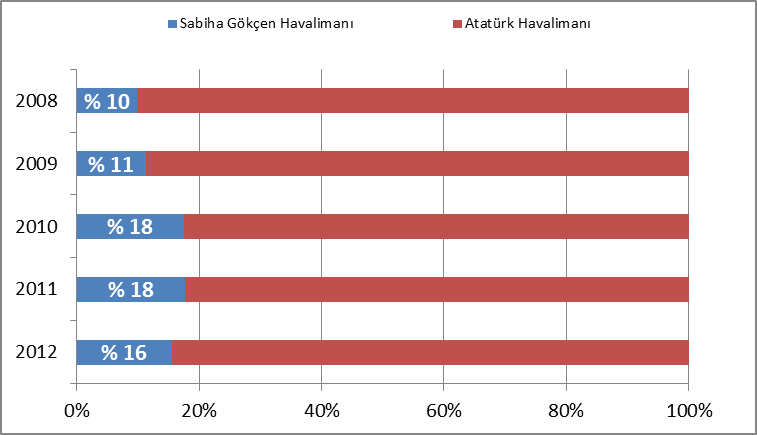 Sabiha Gökçen Havalimanı Atatürk Havalimanı
2008 % 10
2009 % 11
2010 % 18
2011 % 18
2012 % 16
0% 20% 40% 60% 80% 100%